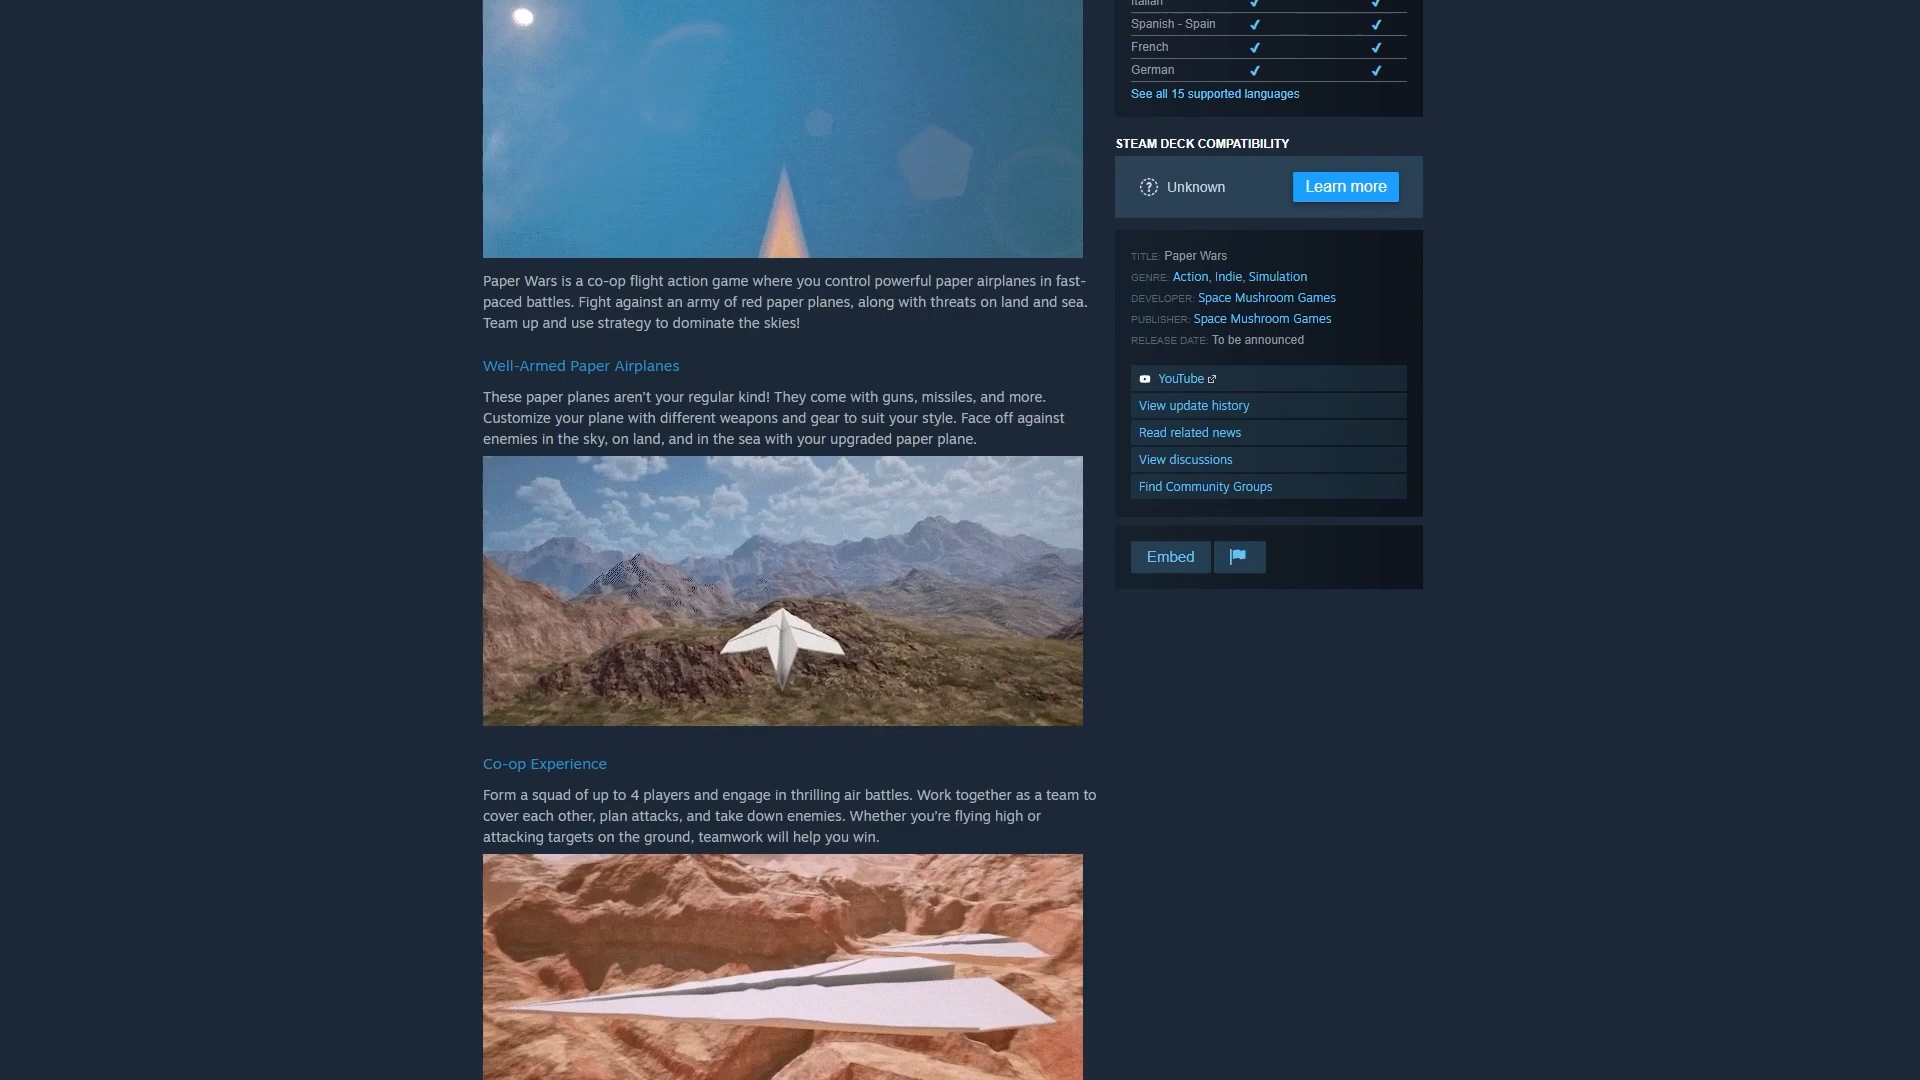 Italian
Spanish - Spain
French
German
See all 15 supported languages
STEAM DECK COMPATIBILITY
Unknown
Learn more
TITLE: Paper Wars
GENRE: Action, Indie, Simulation
DEVELOPER: Space Mushroom Games
PUBLISHER: Space Mushroom Games
RELEASE DATE: To be announced
YouTube
View update history
Read related news
View discussions
Find Community Groups
Embed
Paper Wars is a co-op flight action game where you control powerful paper airplanes in fast-
paced battles. Fight against an army of red paper planes, along with threats on land and sea.
Team up and use strategy to dominate the skies!
Well-Armed Paper Airplanes
These paper planes aren't your regular kind! They come with guns, missiles, and more.
Customize your plane with different weapons and gear to suit your style. Face off against
enemies in the sky, on land, and in the sea with your upgraded paper plane.
Co-op Experience
Form a squad of up to 4 players and engage in thrilling air battles. Work together as a team to
cover each other, plan attacks, and take down enemies. Whether you're flying high or
attacking targets on the ground, teamwork will help you win.